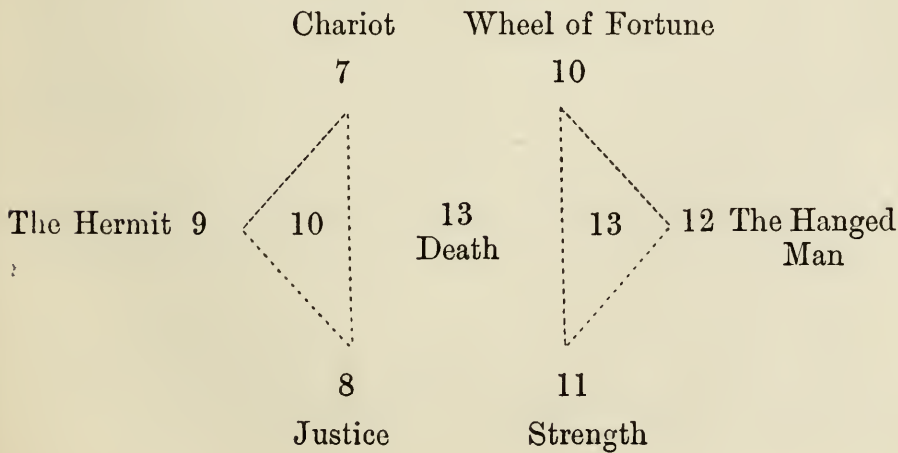 Chariot Wheel of Fortune
7 10
The Hermit 9 10 13 13 12 The Hanged
Death Man
8 11
Justice Strength